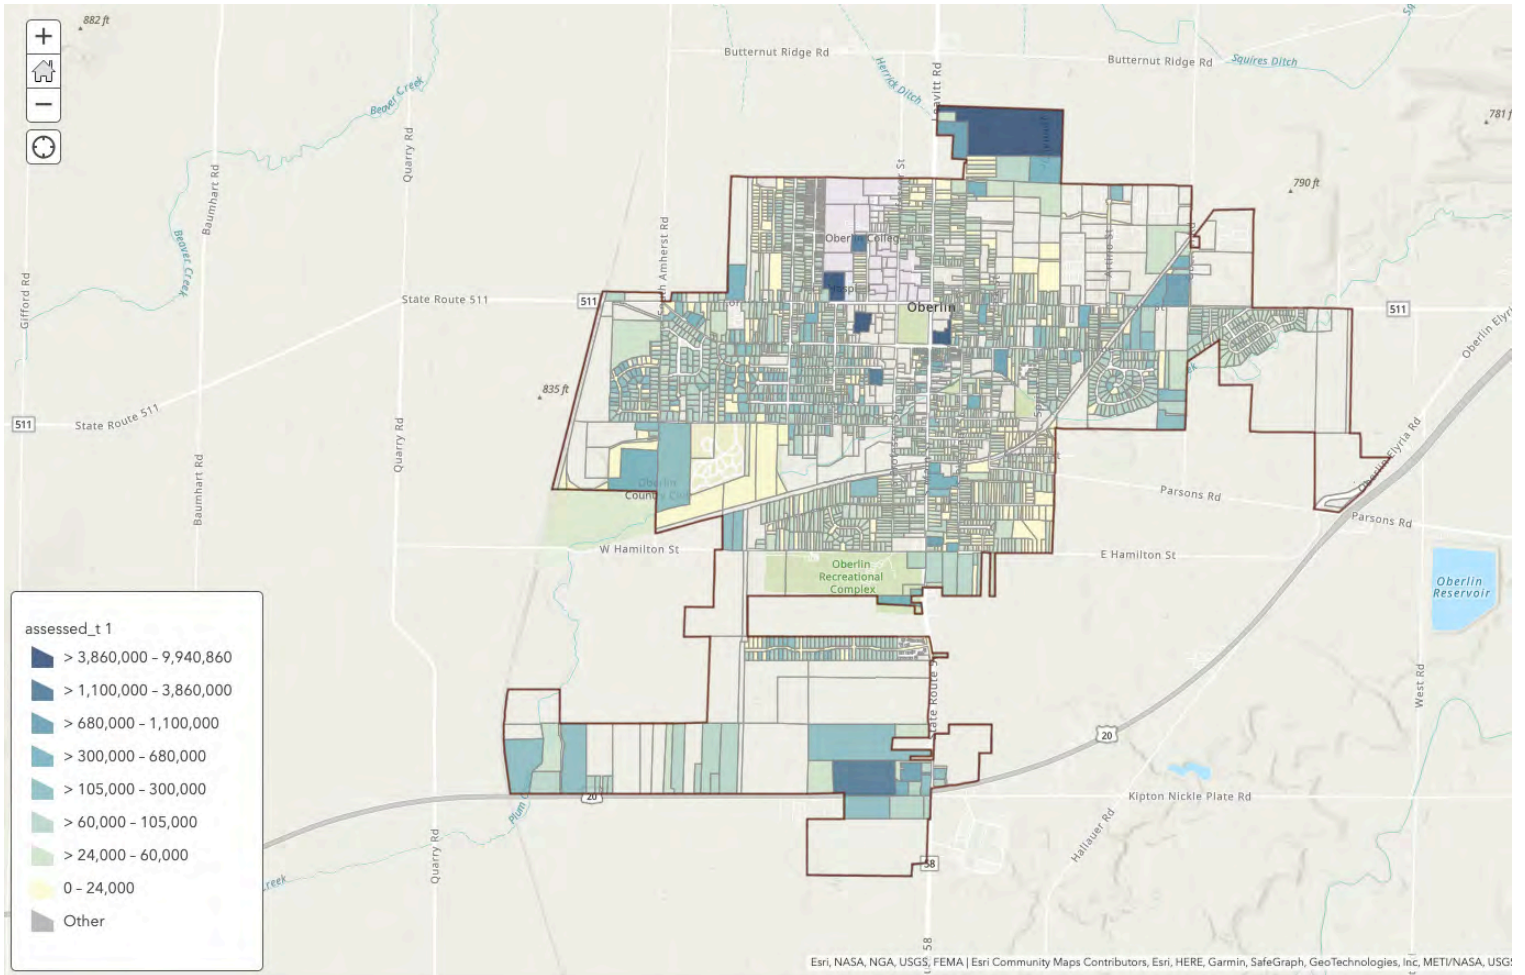 882 ft
Butternut Ridge Rd
Butternut Ridge Rd
Squires Ditch
Herrick Ditch
Leavitt Rd
Beaver Creek
Quarry Rd
Baumhart Rd
781 f
790 ft
Beaver Creek
Gifford Rd
State Route 511
511
511
Oberlin
835 ft
State Route 511
511
Quarry Rd
Baumhart Rd
Oberlin Elyria Rd
Parsons Rd
Parsons Rd
Oberlin
W Hamilton St
E Hamilton St
Oberlin
Recreational
Complex
Oberlin
Reservoir
West Rd
20
20
Kipton Nickle Plate Rd
Hallauer Rd
Quarry Rd
58
58
reek
assessed_t 1
> 3,860,000 – 9,940,860
> 1,100,000 – 3,860,000
> 680,000 – 1,100,000
> 300,000 – 680,000
> 105,000 – 300,000
> 60,000 – 105,000
> 24,000 – 60,000
0 – 24,000
Other
Esri, NASA, NGA, USGS, FEMA | Esri Community Maps Contributors, Esri, HERE, Garmin, SafeGraph, GeoTechnologies, Inc, METI/NASA, USGS